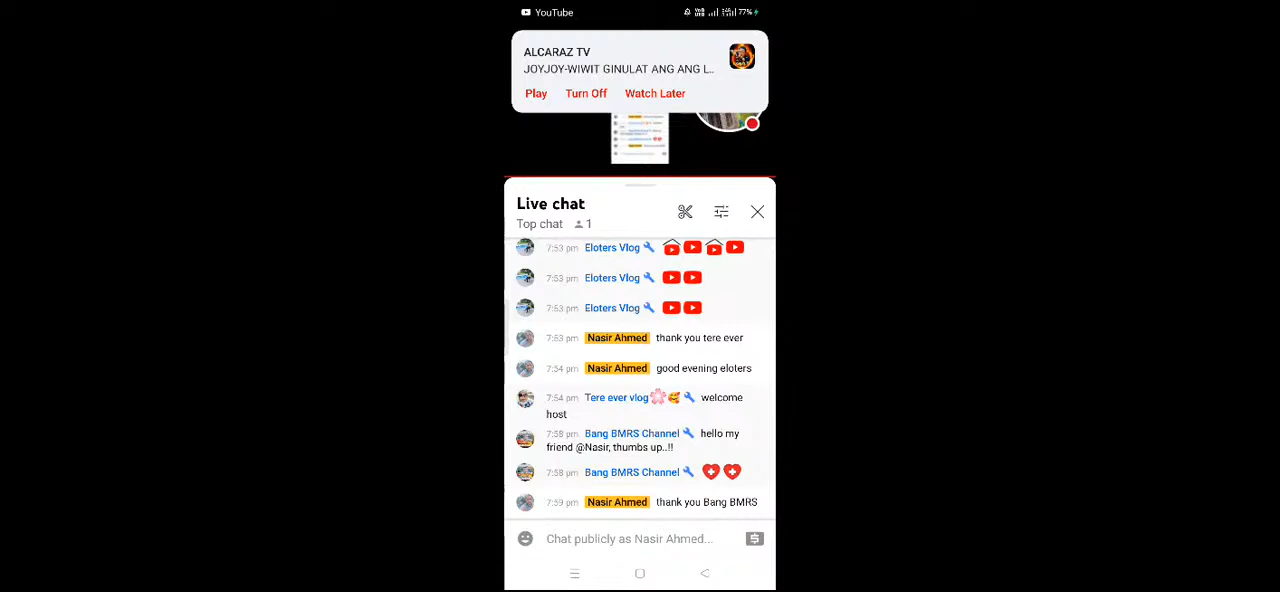 YouTube
77%
ALCARAZ TV
JOYJOY-WIWIT GINULAT ANG ANG L..
Play Turn Off Watch Later
Live chat
Top chat 1
7:53 pm Eloters Vlog
7:53 pm Eloters Vlog
7:53 pm Eloters Vlog
7:53 pm Nasir Ahmed thank you tere ever
7:54 pm Nasir Ahmed good evening eloters
7:54 pm Tere ever vlog🌸🥰 welcome
host
7:58 pm Bang BMRS Channel hello my
friend @Nasir, thumbs up..!!
7:58 pm Bang BMRS Channel
7:59 pm Nasir Ahmed thank you Bang BMRS
Chat publicly as Nasir Ahmed...